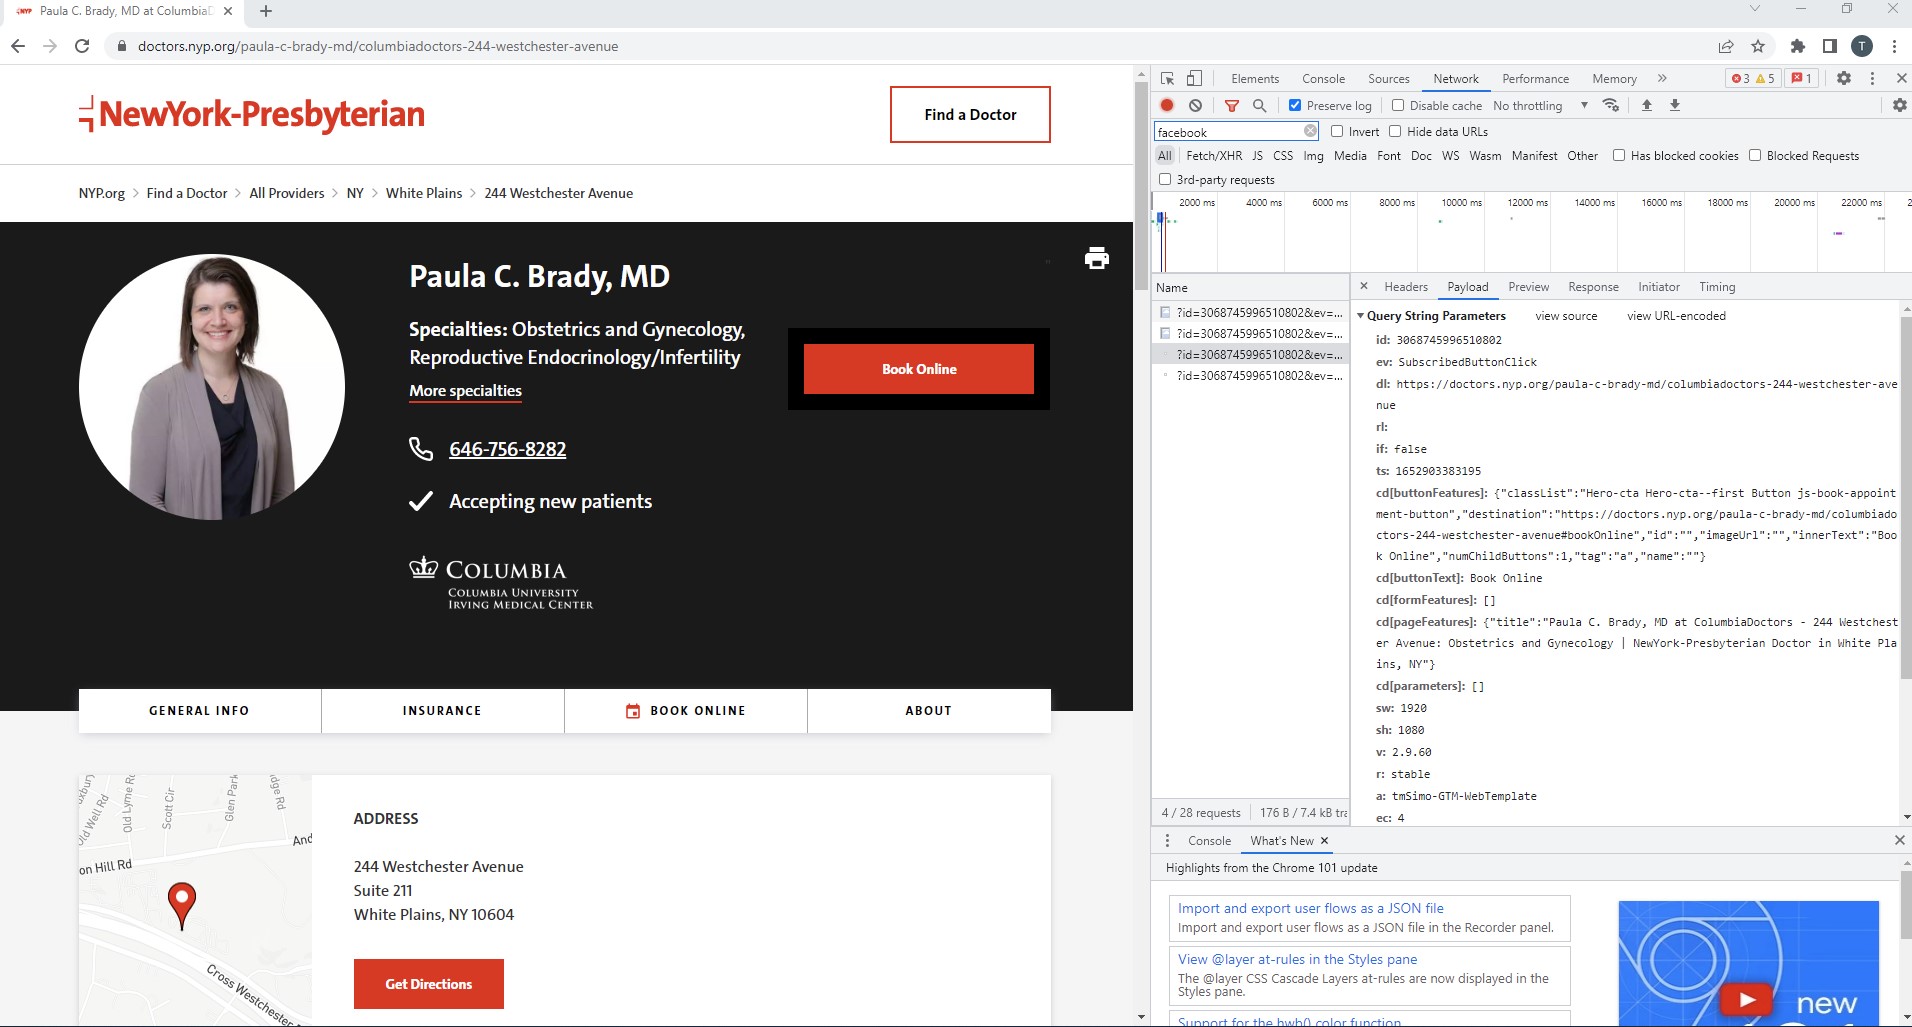 Paula C. Brady, MD at Columbia
doctors.nyp.org/paula-c-brady-md/columbiadoctors-244-westchester-avenue
T
NewYork-Presbyterian
Find a Doctor
NYP.org > Find a Doctor > All Providers > NY > White Plains > 244 Westchester Avenue
Paula C. Brady, MD
Specialties: Obstetrics and Gynecology,
Reproductive Endocrinology/Infertility
More specialties
Book Online
646-756-8282
Accepting new patients
COLUMBIA
COLUMBIA UNIVERSITY
IRVING MEDICAL CENTER
GENERAL INFO
INSURANCE
BOOK ONLINE
ABOUT
Old Well Rd
Old Lyme Rd
Scott Cir
Glen Park
And
on Hill Rd
Cross Westchester
ADDRESS
244 Westchester Avenue
Suite 211
White Plains, NY 10604
Get Directions
Elements Console Sources Network Performance Memory » 3 5 1
Preserve log Disable cache No throttling
facebook Invert Hide data URLs
All Fetch/XHR JS CSS Img Media Font Doc WS Wasm Manifest Other Has blocked cookies Blocked Requests
3rd-party requests
2000 ms 4000 ms 6000 ms 8000 ms 10000 ms 12000 ms 14000 ms 16000 ms 18000 ms 20000 ms 22000 ms 2
Name
?id=3068745996510802&ev=...
?id=3068745996510802&ev=...
?id=3068745996510802&ev=...
?id=3068745996510802&ev=...
4 / 28 requests 176 B / 7.4 kB tra
× Headers Payload Preview Response Initiator Timing
Query String Parameters view source view URL-encoded
id: 3068745996510802
ev: SubscribedButtonClick
dl: https://doctors.nyp.org/paula-c-brady-md/columbiadoctors-244-westchester-ave
nue
rl:
if: false
ts: 1652903383195
cd[buttonFeatures]: {"classList":"Hero-cta Hero-cta--first Button js-book-appoint
ment-button","destination":"https://doctors.nyp.org/paula-c-brady-md/columbiado
ctors-244-westchester-avenue#bookOnline","id":"","imageUrl":"","innerText":"Boo
k Online","numChildButtons":1,"tag":"a","name":""}
cd[buttonText]: Book Online
cd[formFeatures]: []
cd[pageFeatures]: {"title":"Paula C. Brady, MD at ColumbiaDoctors - 244 Westchest
er Avenue: Obstetrics and Gynecology | NewYork-Presbyterian Doctor in White Pla
ins, NY"}
cd[parameters]: []
sw: 1920
sh: 1080
v: 2.9.60
r: stable
a: tmSimo-GTM-WebTemplate
ec: 4
Console What's New ×
Highlights from the Chrome 101 update
Import and export user flows as a JSON file
Import and export user flows as a JSON file in the Recorder panel.
View @layer at-rules in the Styles pane
The @layer CSS Cascade Layers at-rules are now displayed in the
Styles pane.
Support for the hwb() color function
new